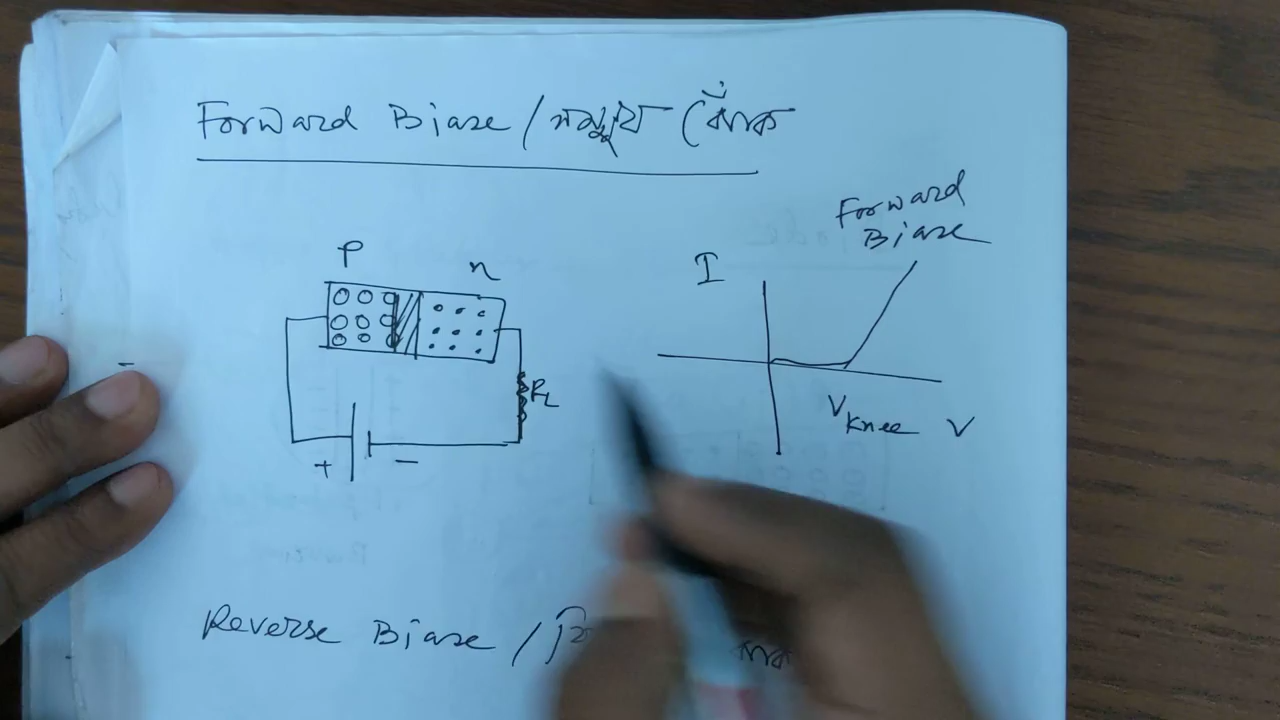 Forward Biase / সম্মুখ ঝোঁক
Forward
Biase
P
n
I
RL
VKnee V
+ −
Reverse Biase /